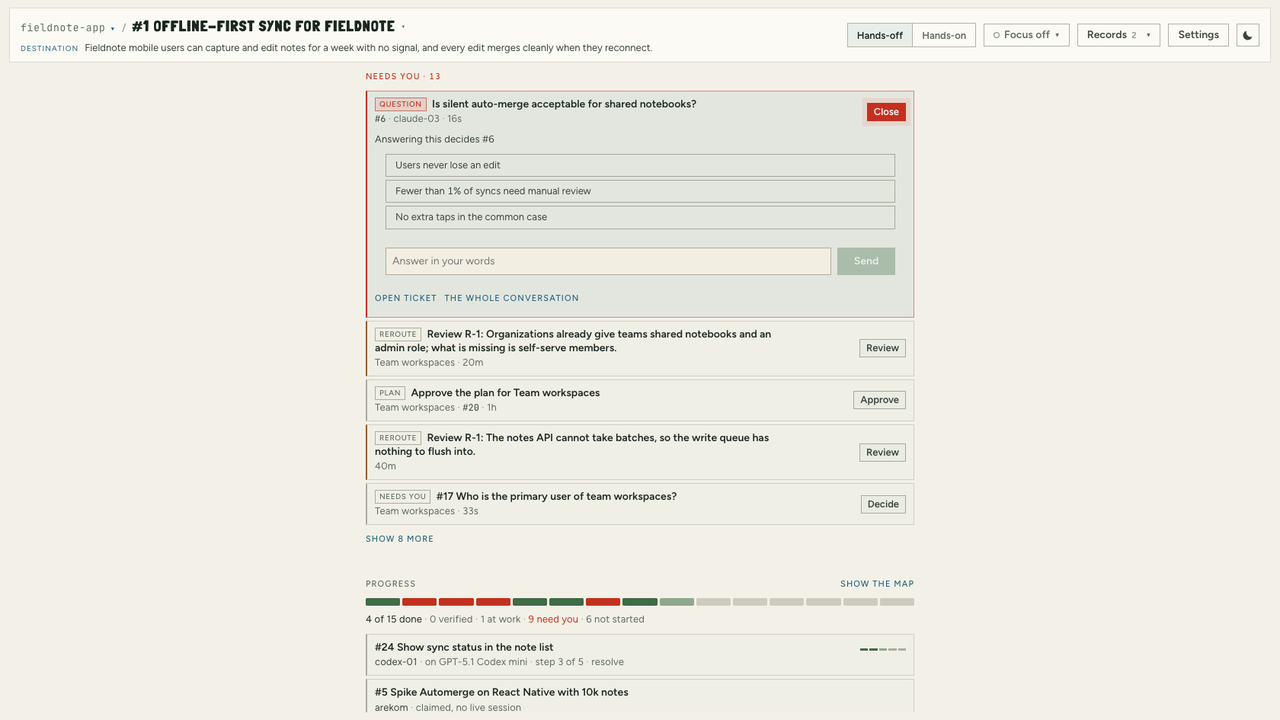 fieldnote-app ▾ / #1 OFFLINE-FIRST SYNC FOR FIELDNOTE
DESTINATION Fieldnote mobile users can capture and edit notes for a week with no signal, and every edit merges cleanly when they reconnect.
Hands-off Hands-on Focus off ▾ Records 2 ▾ Settings
NEEDS YOU · 13
QUESTION Is silent auto-merge acceptable for shared notebooks?
#6 · claude-03 · 16s
Close
Answering this decides #6
Users never lose an edit
Fewer than 1% of syncs need manual review
No extra taps in the common case
Answer in your words
Send
OPEN TICKET THE WHOLE CONVERSATION
REROUTE Review R-1: Organizations already give teams shared notebooks and an
admin role; what is missing is self-serve members.
Team workspaces · 20m
Review
PLAN Approve the plan for Team workspaces
Team workspaces · #20 · 1h
Approve
REROUTE Review R-1: The notes API cannot take batches, so the write queue has
nothing to flush into.
40m
Review
NEEDS YOU #17 Who is the primary user of team workspaces?
Team workspaces · 33s
Decide
SHOW 8 MORE
PROGRESS SHOW THE MAP
4 of 15 done · 0 verified · 1 at work · 9 need you · 6 not started
#24 Show sync status in the note list
codex-01 · on GPT-5.1 Codex mini · step 3 of 5 · resolve
#5 Spike Automerge on React Native with 10k notes
arekom · claimed, no live session